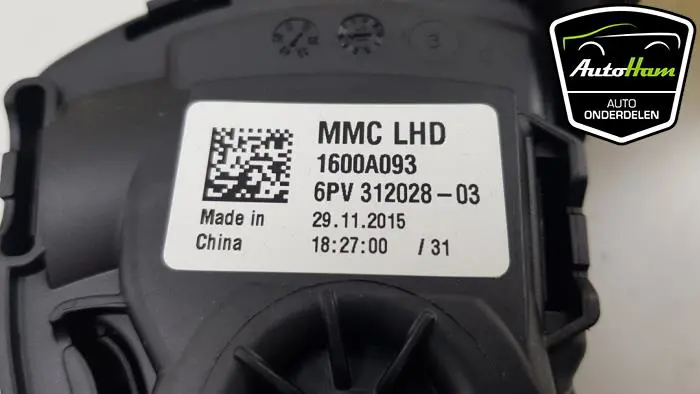 AutoHam
AUTO
ONDERDELEN
3
MMC LHD
1600A093
6PV 312028-03
Made in 29.11.2015
China 18:27:00 /31